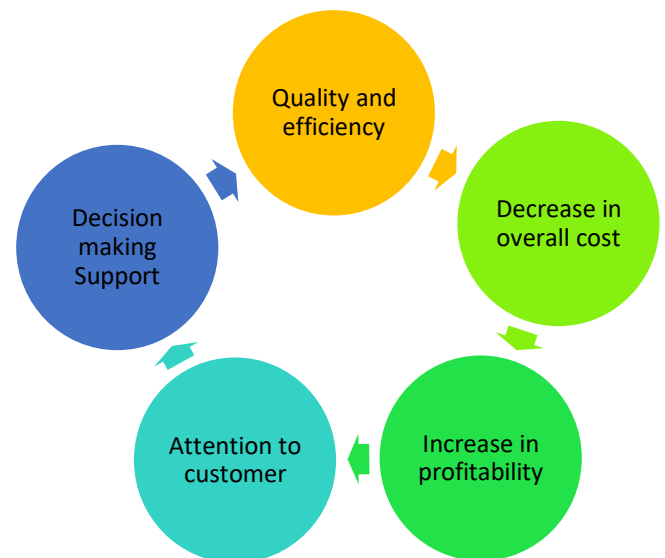 Quality and
efficiency
Decrease in
overall cost
Increase in
profitability
Attention to
customer
Decision
making
Support